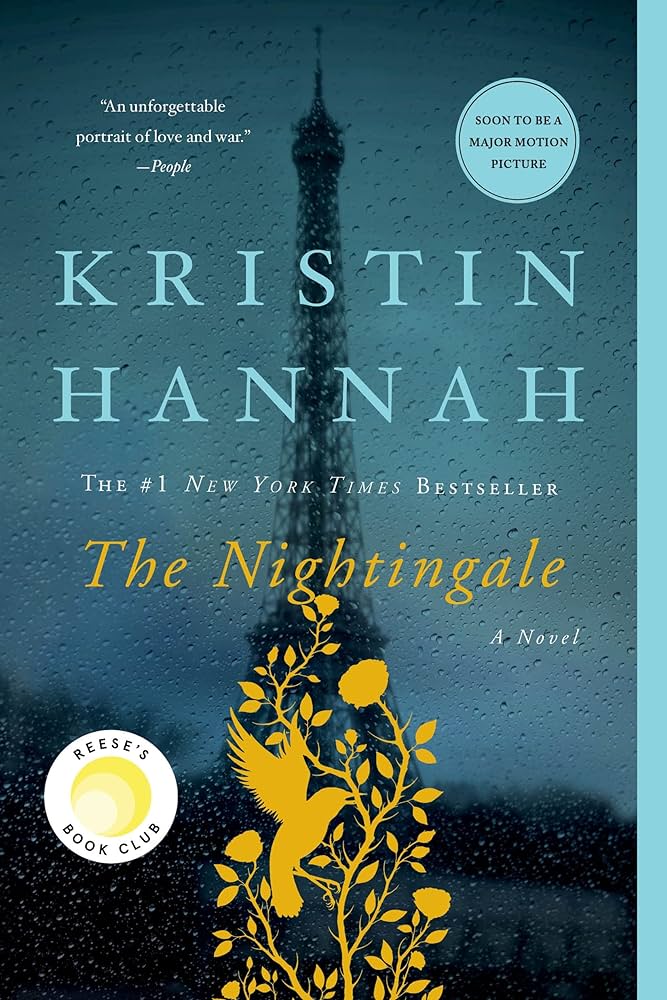 “An unforgettable
portrait of love and war.”
—People
SOON TO BE A
MAJOR MOTION
PICTURE
KRISTIN
HANNAH
THE #1 NEW YORK TIMES BESTSELLER
The Nightingale
A Novel
REESE'S
BOOK CLUB